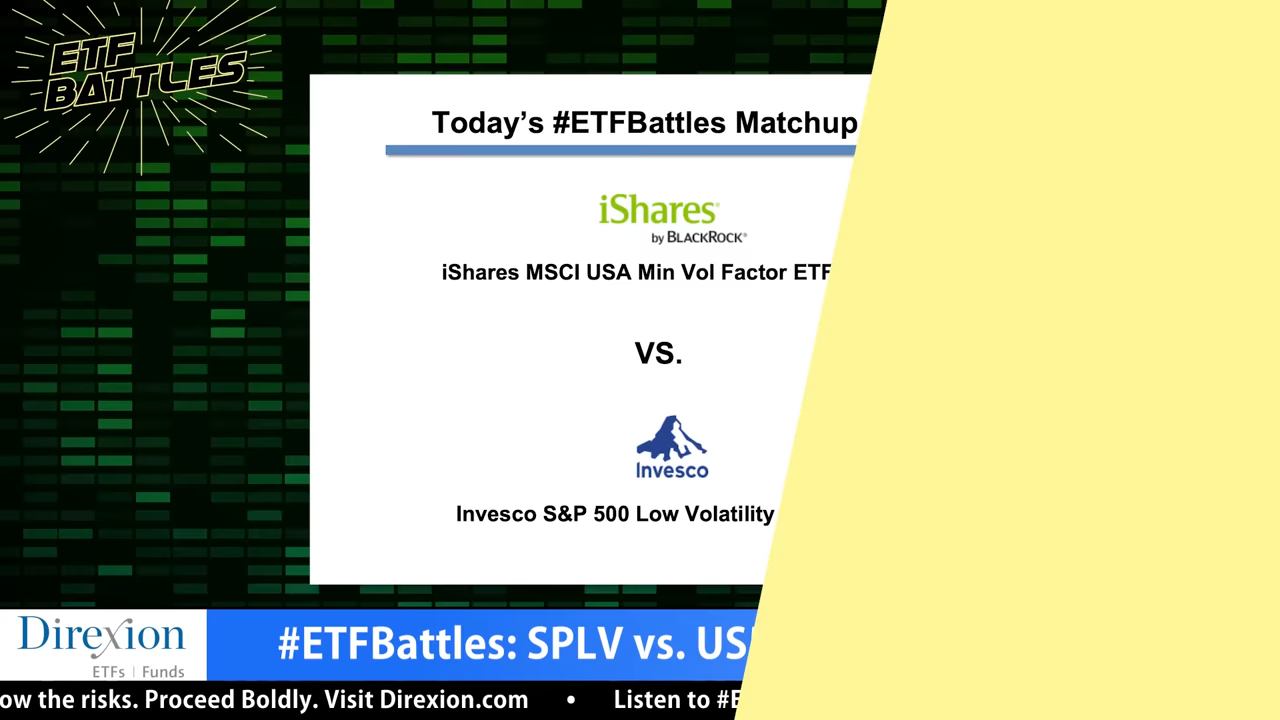 ETF
BATTLES
Today’s #ETFBattles Matchup
iShares®
by BLACKROCK®
iShares MSCI USA Min Vol Factor ETF
VS.
Invesco
Invesco S&P 500 Low Volatility
Direxion
ETFs | Funds
#ETFBattles: SPLV vs.
the risks. Proceed Boldly. Visit Direxion.com • Listen to